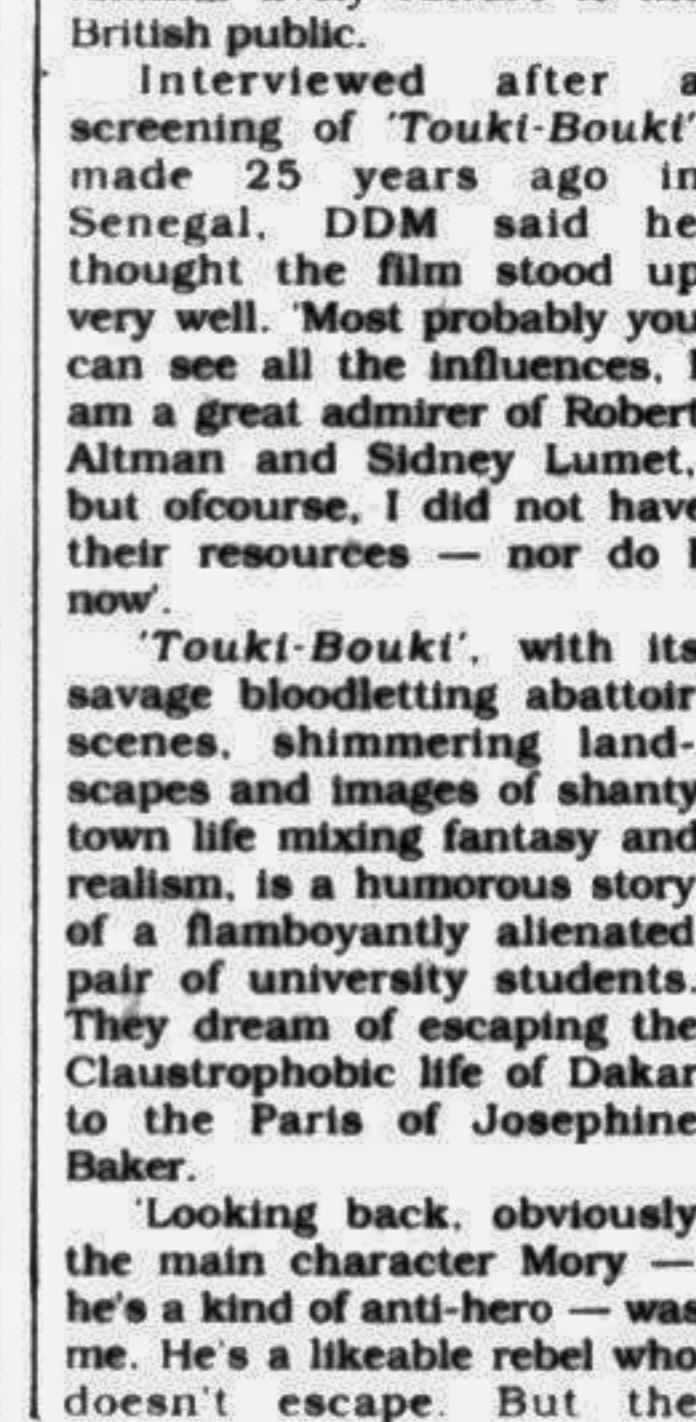 British public.
Interviewed after a
screening of 'Touki-Bouki'
made 25 years ago in
Senegal, DDM said he
thought the film stood up
very well. 'Most probably you
can see all the influences. I
am a great admirer of Robert
Altman and Sidney Lumet,
but ofcourse, I did not have
their resources — nor do I
now'.
'Touki-Bouki', with its
savage bloodletting abattoir
scenes, shimmering land-
scapes and images of shanty
town life mixing fantasy and
realism, is a humorous story
of a flamboyantly alienated
pair of university students.
They dream of escaping the
Claustrophobic life of Dakar
to the Paris of Josephine
Baker.
'Looking back, obviously
the main character Mory —
he's a kind of anti-hero — was
me. He's a likeable rebel who
doesn't escape. But the